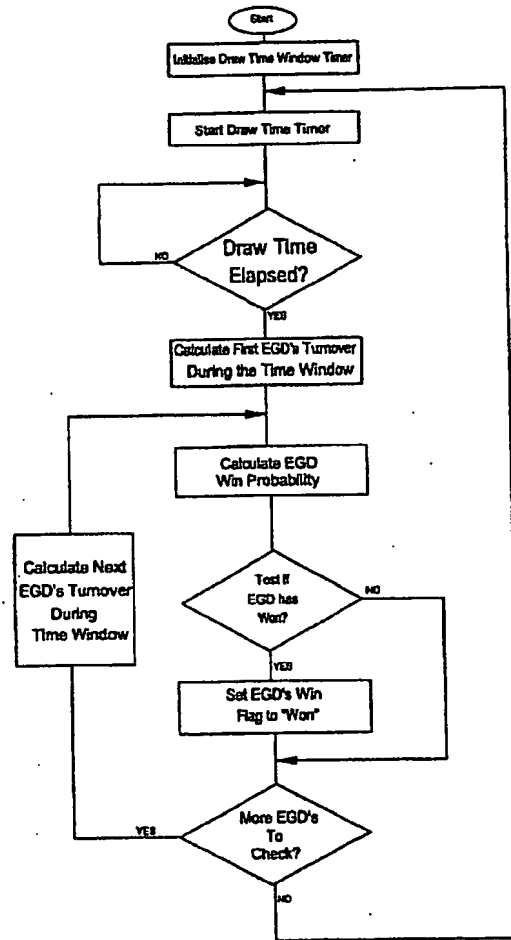 Start
Initialise Draw Time Window Timer
Start Draw Time Timer
Draw Time
Elapsed?
NO
YES
Calculate First EGD's Turnover
During the Time Window
Calculate EGD
Win Probability
Calculate Next
EGD's Turnover
During
Time Window
Test if
EGD has
Won?
NO
YES
Set EGD's Win
Flag to "Won"
More EGD's
To
Check?
YES
NO